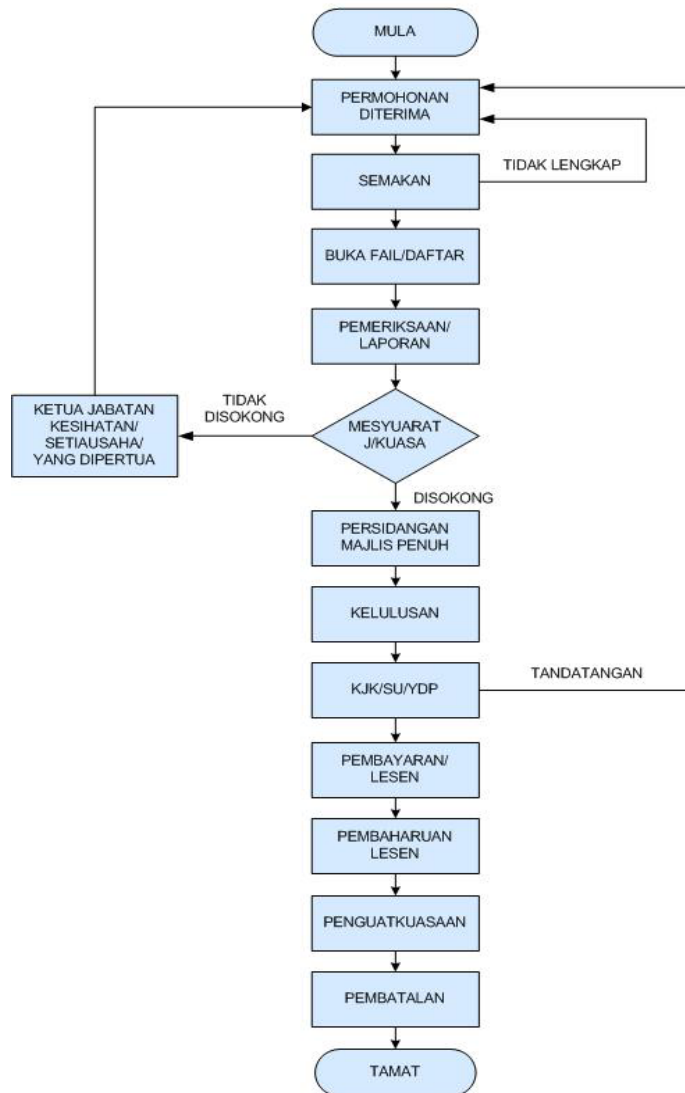 MULA
PERMOHONAN
DITERIMA
SEMAKAN
TIDAK LENGKAP
BUKA FAIL/DAFTAR
PEMERIKSAAN/
LAPORAN
MESYUARAT
J/KUASA
TIDAK
DISOKONG
KETUA JABATAN
KESIHATAN/
SETIAUSAHA/
YANG DIPERTUA
DISOKONG
PERSIDANGAN
MAJLIS PENUH
KELULUSAN
KJK/SU/YDP
TANDATANGAN
PEMBAYARAN/
LESEN
PEMBAHARUAN
LESEN
PENGUATKUASAAN
PEMBATALAN
TAMAT